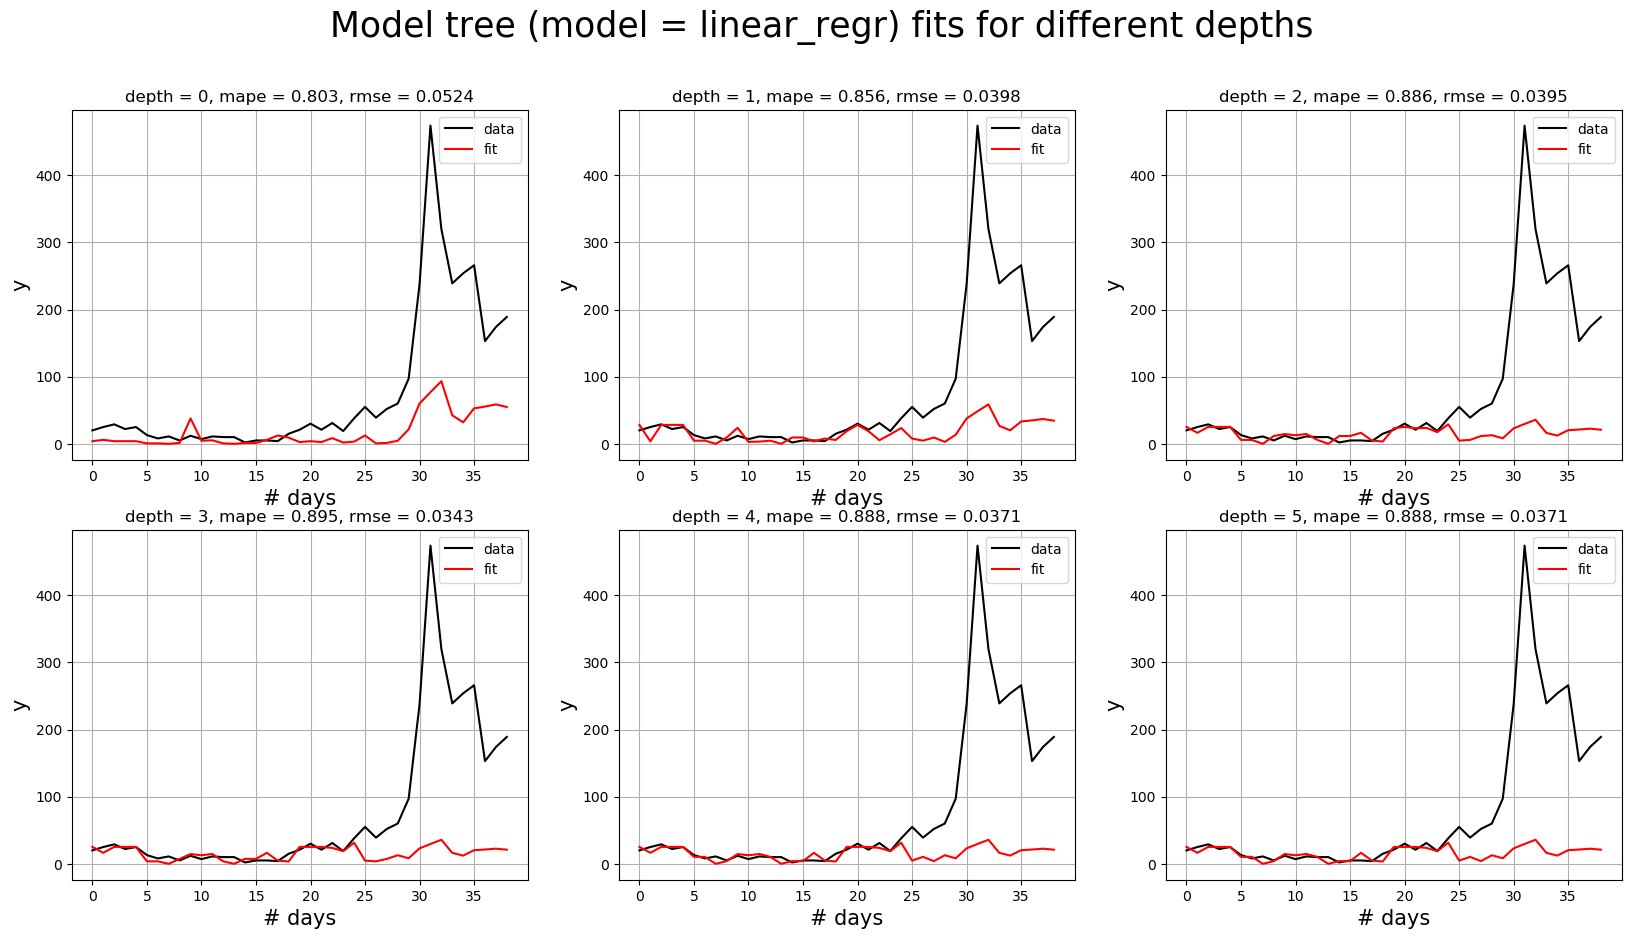 Model tree (model = linear_regr) fits for different depths
depth = 0, mape = 0.803, rmse = 0.0524
data
fit
400
300
200
100
0
y
0 5 10 15 20 25 30 35
# days
depth = 1, mape = 0.856, rmse = 0.0398
data
fit
400
300
200
100
0
y
0 5 10 15 20 25 30 35
# days
depth = 2, mape = 0.886, rmse = 0.0395
data
fit
400
300
200
100
0
y
0 5 10 15 20 25 30 35
# days
depth = 3, mape = 0.895, rmse = 0.0343
data
fit
400
300
200
100
0
y
0 5 10 15 20 25 30 35
# days
depth = 4, mape = 0.888, rmse = 0.0371
data
fit
400
300
200
100
0
y
0 5 10 15 20 25 30 35
# days
depth = 5, mape = 0.888, rmse = 0.0371
data
fit
400
300
200
100
0
y
0 5 10 15 20 25 30 35
# days